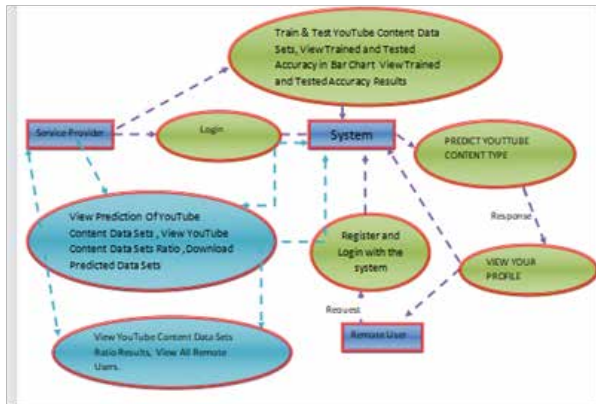 Train & Test YouTube Content Data
Sets, View Trained and Tested
Accuracy in Bar Chart View Trained
and Tested Accuracy Results
Service Provider
Login
System
PREDICT YOUTTUBE
CONTENT TYPE
View Prediction Of YouTube
Content Data Sets , View YouTube
Content Data Sets Ratio ,Download
Predicted Data Sets
Register and
Login with the
system
Response
VIEW YOUR
PROFILE
Request
Remote User
View YouTube Content Data Sets
Ratio Results, View All Remote
Users.